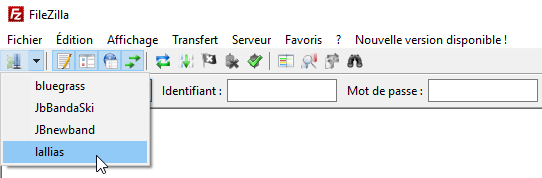 FileZilla
Fichier Édition Affichage Transfert Serveur Favoris ? Nouvelle version disponible !
Identifiant : Mot de passe :
bluegrass
JbBandaSki
JBnewband
lallias